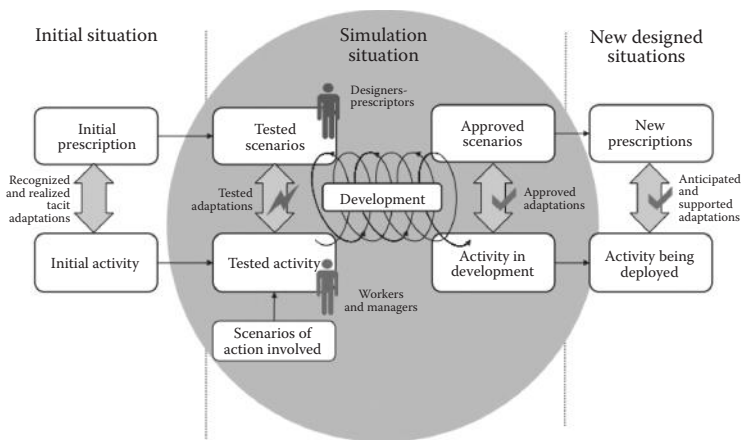 Initial situation
Simulation
situation
New designed
situations
Designers-
prescriptors
Initial
prescription
Tested
scenarios
Approved
scenarios
New
prescriptions
Recognized
and realized
tacit
adaptations
Tested
adaptations
Development
Approved
adaptations
Anticipated
and
supported
adaptations
Initial activity
Tested activity
Activity in
development
Activity being
deployed
Workers
and managers
Scenarios of
action involved